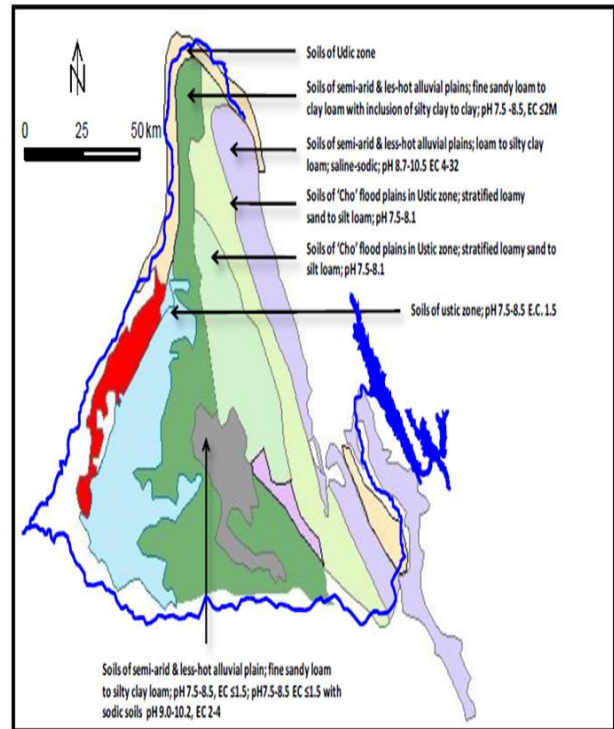 Soils of Udic zone
N
Soils of semi-arid & les-hot alluvial plains; fine sandy loam to
clay loam with inclusion of silty clay to clay; pH 7.5 -8.5, EC ≤2M
0 25 50 km
Soils of semi-arid & less-hot alluvial plains; loam to silty clay
loam; saline-sodic; pH 8.7-10.5 EC 4-32
Soils of ‘Cho’ flood plains in Ustic zone; stratified loamy
sand to silt loam; pH 7.5-8.1
Soils of ‘Cho’ flood plains in Ustic zone; stratified loamy sand to
silt loam; pH 7.5-8.1
Soils of ustic zone; pH 7.5-8.5 E.C. 1.5
Soils of semi-arid & less-hot alluvial plain; fine sandy loam
to silty clay loam; pH 7.5-8.5, EC ≤1.5; pH7.5-8.5 EC ≤1.5 with
sodic soils pH 9.0-10.2, EC 2-4